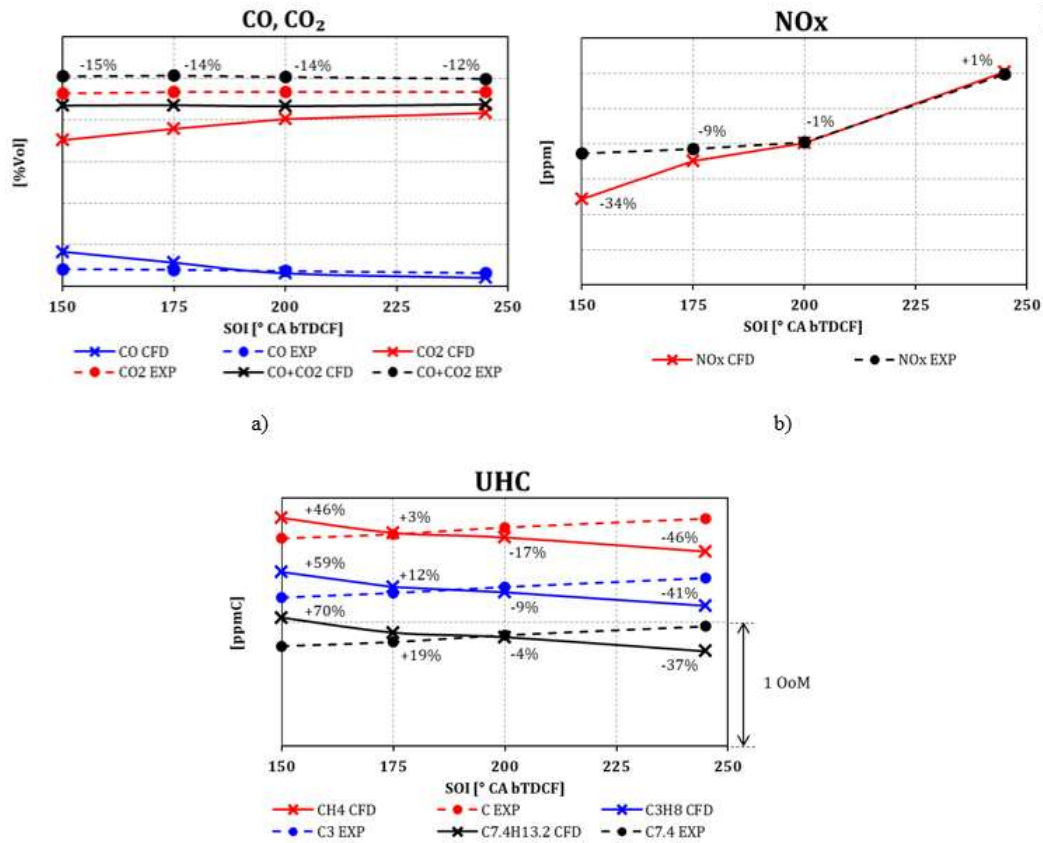 CO, CO₂
-15%
-14%
-14%
-12%
[%Vol]
150
175
200
225
250
SOI [° CA bTDCF]
CO CFD
CO EXP
CO2 CFD
CO2 EXP
CO+CO2 CFD
CO+CO2 EXP
a)
NOx
+1%
-1%
-9%
-34%
[ppm]
150
175
200
225
250
SOI [° CA bTDCF]
NOx CFD
NOx EXP
b)
UHC
+46%
+3%
-17%
-46%
+59%
+12%
-9%
-41%
+70%
+19%
-4%
-37%
[ppmC]
1 OoM
150
175
200
225
250
SOI [° CA bTDCF]
CH4 CFD
C EXP
C3H8 CFD
C3 EXP
C7.4H13.2 CFD
C7.4 EXP